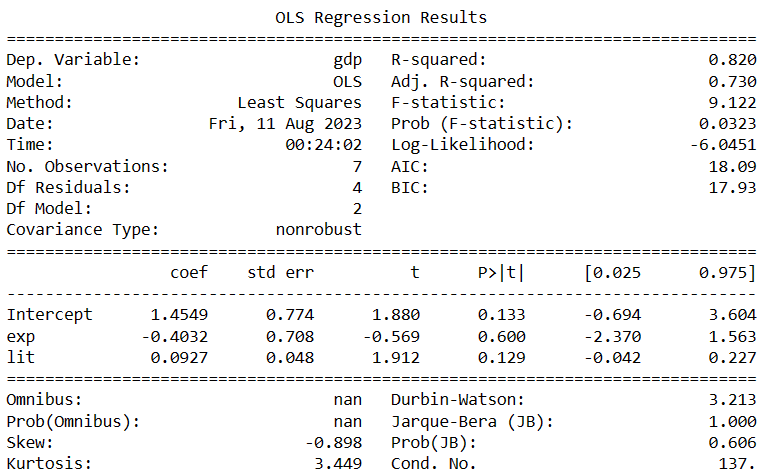 OLS Regression Results
==============================================================================
Dep. Variable:                    gdp   R-squared:                       0.820
Model:                            OLS   Adj. R-squared:                  0.730
Method:                 Least Squares   F-statistic:                     9.122
Date:                Fri, 11 Aug 2023   Prob (F-statistic):             0.0323
Time:                        00:24:02   Log-Likelihood:                -6.0451
No. Observations:                   7   AIC:                             18.09
Df Residuals:                       4   BIC:                             17.93
Df Model:                           2
Covariance Type:            nonrobust
==============================================================================
                 coef    std err          t      P>|t|      [0.025      0.975]
------------------------------------------------------------------------------
Intercept      1.4549      0.774      1.880      0.133      -0.694       3.604
exp           -0.4032      0.708     -0.569      0.600      -2.370       1.563
lit            0.0927      0.048      1.912      0.129      -0.042       0.227
==============================================================================
Omnibus:                          nan   Durbin-Watson:                   3.213
Prob(Omnibus):                    nan   Jarque-Bera (JB):                1.000
Skew:                          -0.898   Prob(JB):                        0.606
Kurtosis:                       3.449   Cond. No.                         137.